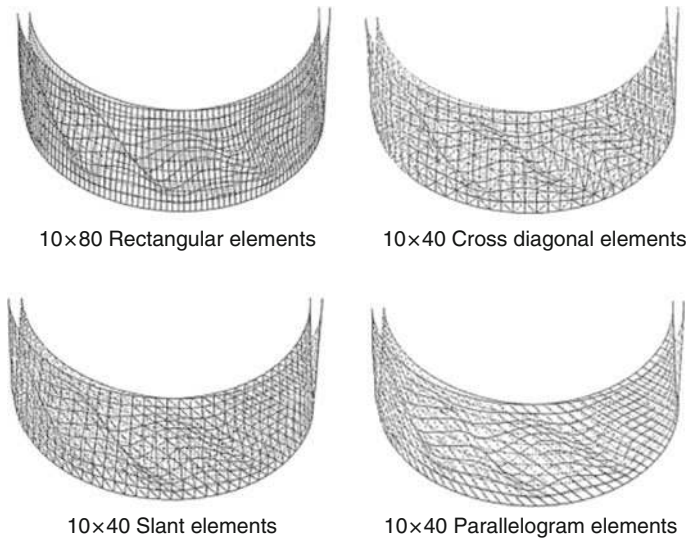 10×80 Rectangular elements
10×40 Cross diagonal elements
10×40 Slant elements
10×40 Parallelogram elements